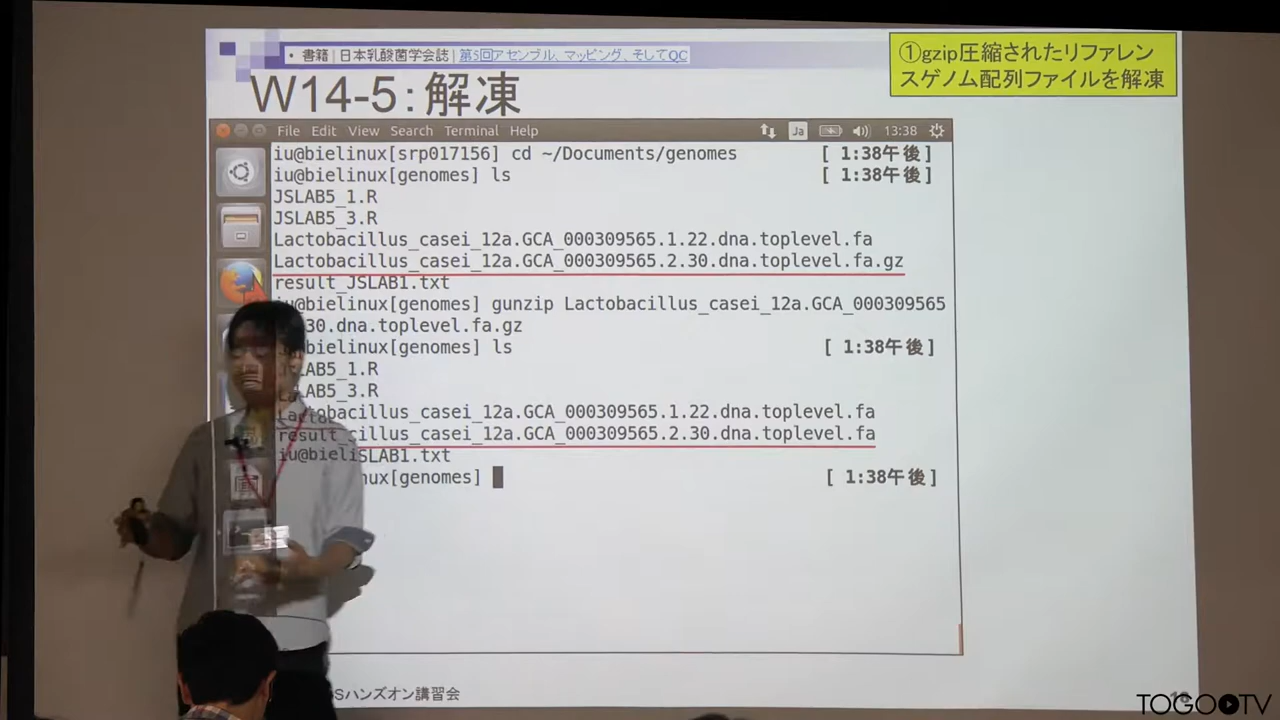 • 書籍 | 日本乳酸菌学会誌 | 第5回アセンブル、マッピング、そしてQC
①gzip圧縮されたリファレン
スゲノム配列ファイルを解凍
W14-5：解凍
File Edit View Search Terminal Help Ja 13:38
iu@bielinux[srp017156] cd ~/Documents/genomes [ 1:38午後]
iu@bielinux[genomes] ls [ 1:38午後]
JSLAB5_1.R
JSLAB5_3.R
Lactobacillus_casei_12a.GCA_000309565.1.22.dna.toplevel.fa
Lactobacillus_casei_12a.GCA_000309565.2.30.dna.toplevel.fa.gz
result_JSLAB1.txt
iu@bielinux[genomes] gunzip Lactobacillus_casei_12a.GCA_000309565
30.dna.toplevel.fa.gz
bielinux[genomes] ls [ 1:38午後]
JSLAB5_1.R
LAB5_3.R
Lactobacillus_casei_12a.GCA_000309565.1.22.dna.toplevel.fa
cillus_casei_12a.GCA_000309565.2.30.dna.toplevel.fa
result_
SLAB1.txt
iu@bieli
nux[genomes] [ 1:38午後]
Sハンズオン講習会
TOGOTV